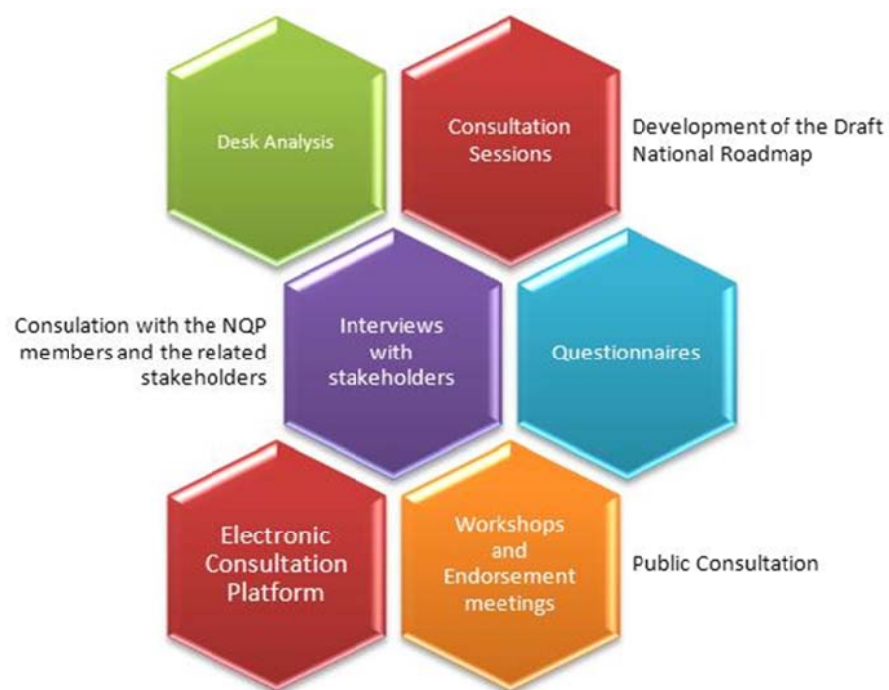 Desk Analysis
Consultation
Sessions
Development of the Draft
National Roadmap
Consulation with the NQP
members and the related
stakeholders
Interviews
with
stakeholders
Questionnaires
Electronic
Consultation
Platform
Workshops
and
Endorsement
meetings
Public Consultation